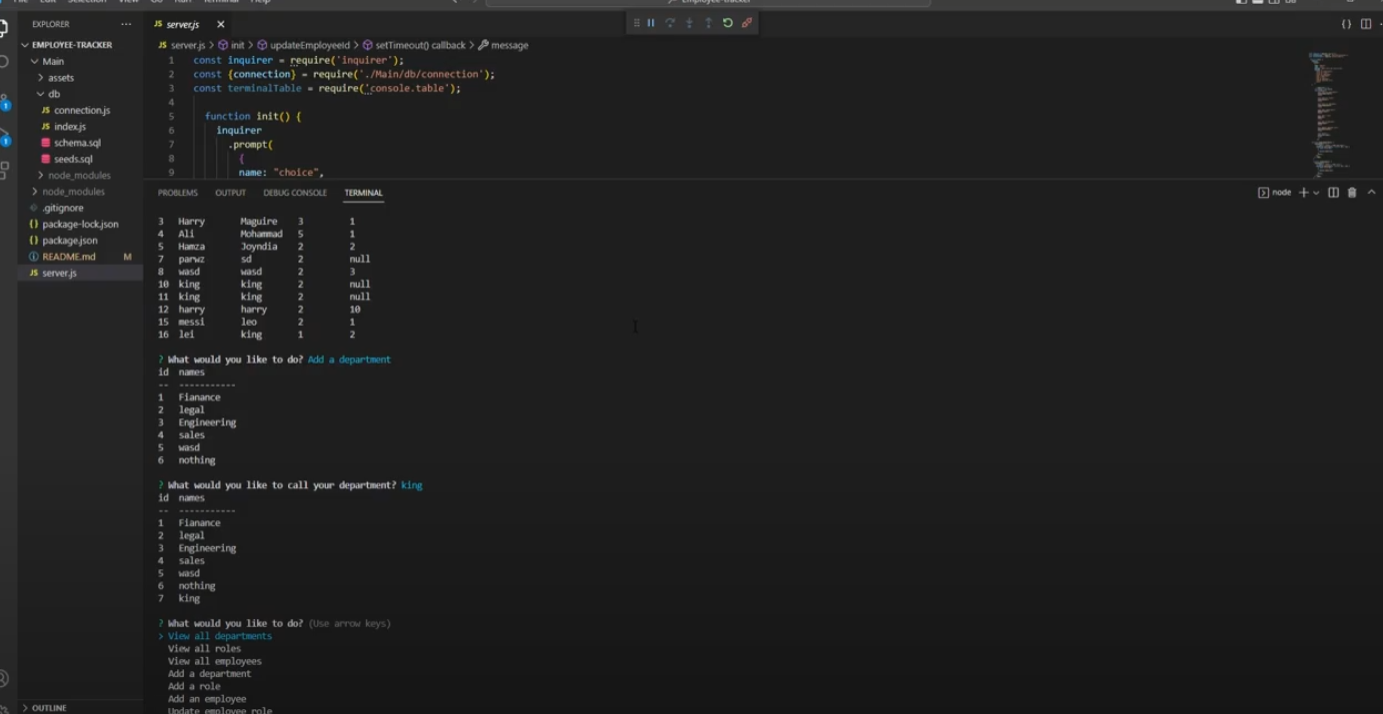 File Edit Selection View Go Run Terminal Help
employee-tracker
EXPLORER ...
JS server.js ×
EMPLOYEE-TRACKER
Main
assets
db
JS connection.js
JS index.js
schema.sql
seeds.sql
node_modules
node_modules
.gitignore
{} package-lock.json
{} package.json
README.md M
JS server.js
OUTLINE
JS server.js > init > updateEmployeeId > setTimeout() callback > message
1 const inquirer = require('inquirer');
2 const {connection} = require('./Main/db/connection');
3 const terminalTable = require('console.table');
4
5 function init() {
6 inquirer
7 .prompt(
8 {
9 name: "choice",
PROBLEMS OUTPUT DEBUG CONSOLE TERMINAL
node
3 Harry Maguire 3 1
4 Ali Mohammad 5 1
5 Hamza Joyndia 2 2
7 parwz sd 2 null
8 wasd wasd 2 3
10 king king 2 null
11 king king 2 null
12 harry harry 2 10
15 messi leo 2 1
16 lei king 1 2
? What would you like to do? Add a department
id names
-- -----------
1 Fianance
2 legal
3 Engineering
4 sales
5 wasd
6 nothing
? What would you like to call your department? king
id names
-- -----------
1 Fianance
2 legal
3 Engineering
4 sales
5 wasd
6 nothing
7 king
? What would you like to do? (Use arrow keys)
> View all departments
View all roles
View all employees
Add a department
Add a role
Add an employee
Update employee role